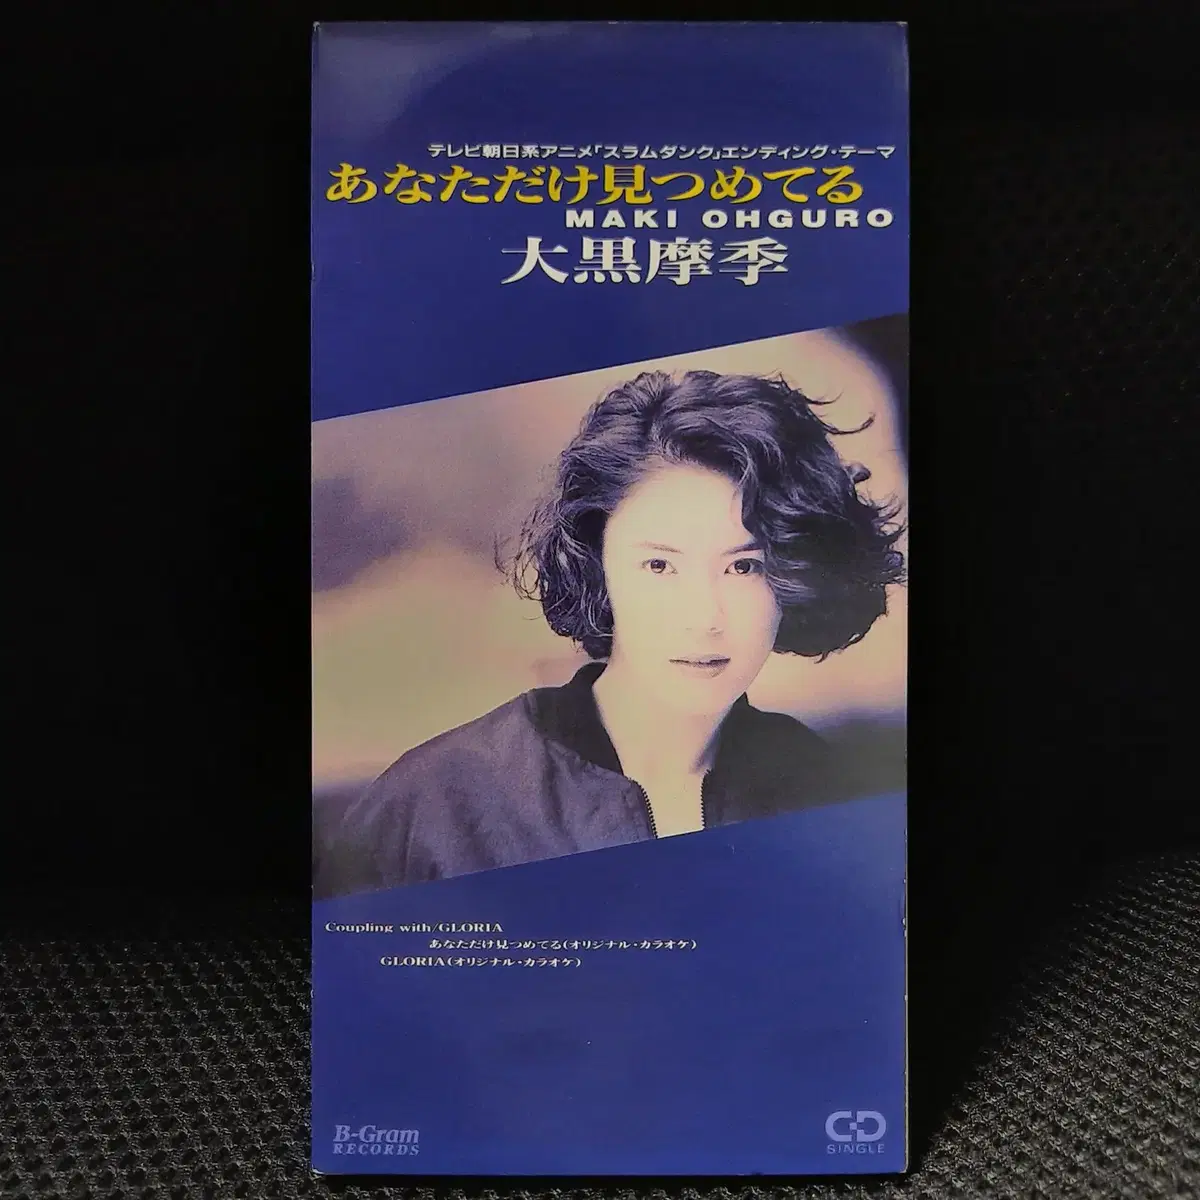 テレビ朝日系アニメ「スラムダンク」エンディング・テーマ
あなただけ見つめてる
MAKI OHGURO
大黒摩季
Coupling with/GLORIA
あなただけ見つめてる(オリジナル・カラオケ)
GLORIA(オリジナル・カラオケ)
B-Gram
RECORDS
CD
SINGLE